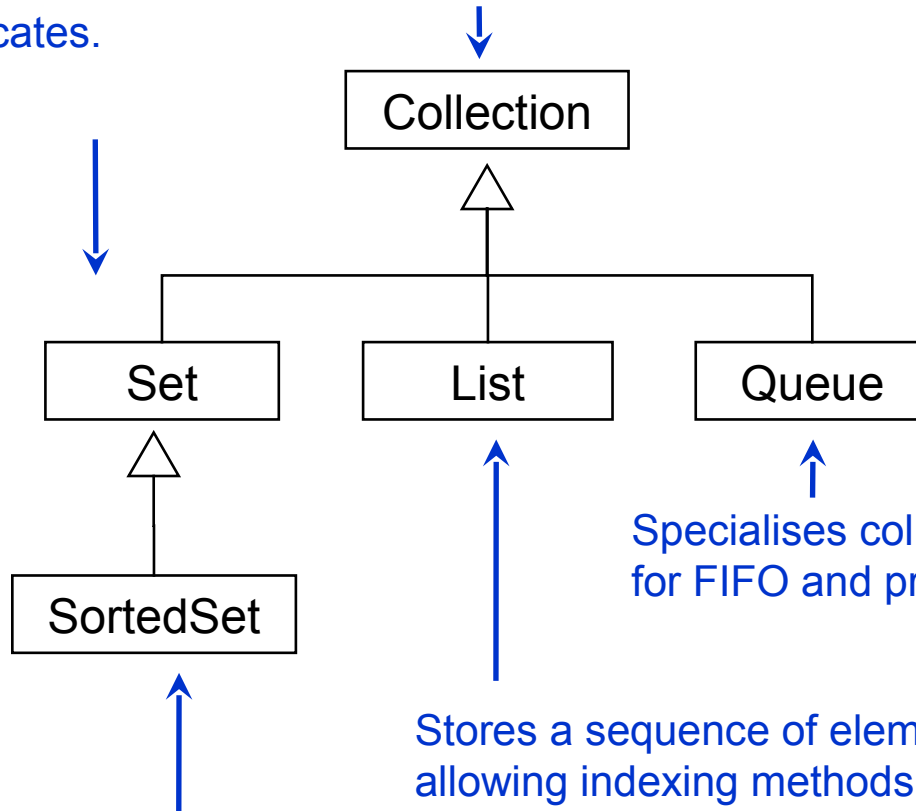 cates.
Collection
Set
List
Queue
Specialises col
for FIFO and pr
SortedSet
Stores a sequence of elem
allowing indexing methods